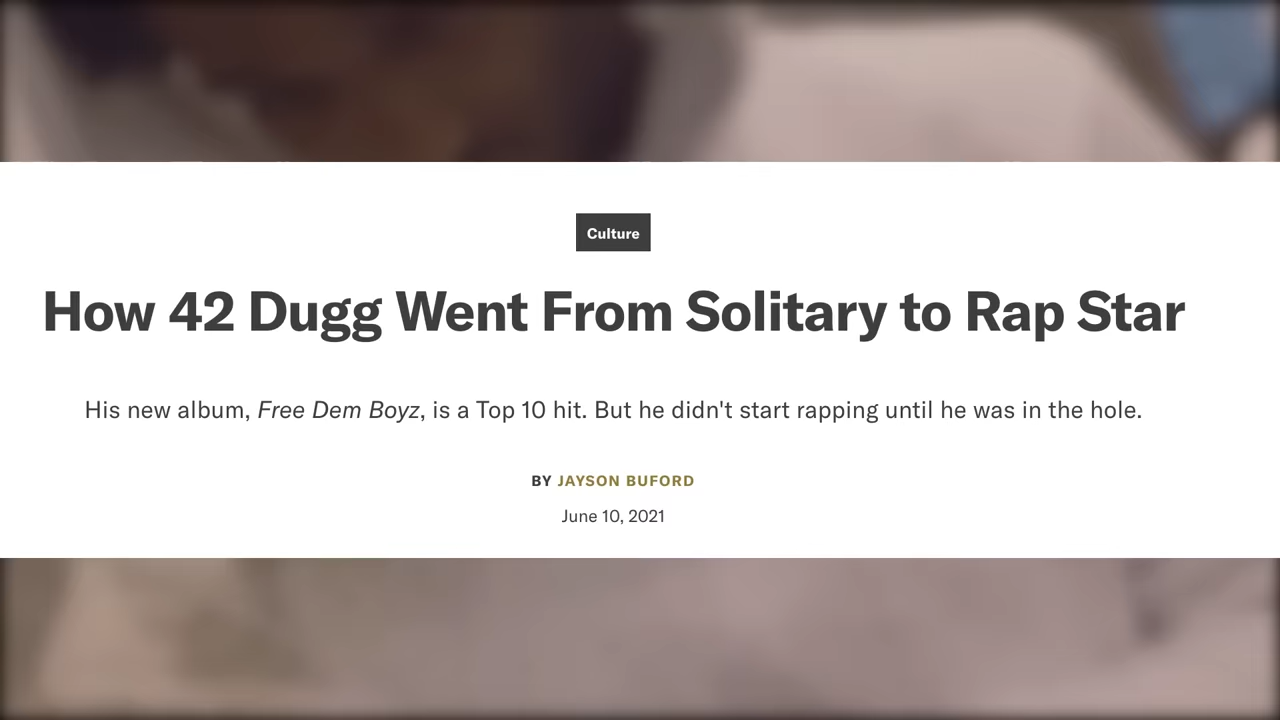 Culture
How 42 Dugg Went From Solitary to Rap Star
His new album, Free Dem Boyz, is a Top 10 hit. But he didn't start rapping until he was in the hole.
BY JAYSON BUFORD
June 10, 2021